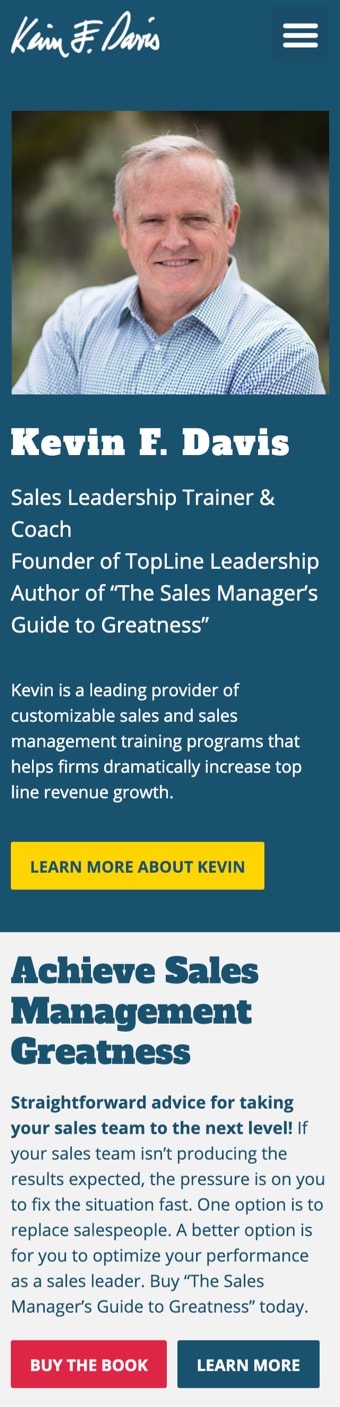 Kevin F. Davis
Kevin F. Davis
Sales Leadership Trainer &
Coach
Founder of TopLine Leadership
Author of “The Sales Manager’s
Guide to Greatness”
Kevin is a leading provider of
customizable sales and sales
management training programs that
helps firms dramatically increase top
line revenue growth.
LEARN MORE ABOUT KEVIN
Achieve Sales
Management
Greatness
Straightforward advice for taking
your sales team to the next level! If
your sales team isn’t producing the
results expected, the pressure is on you
to fix the situation fast. One option is to
replace salespeople. A better option is
for you to optimize your performance
as a sales leader. Buy “The Sales
Manager’s Guide to Greatness” today.
BUY THE BOOK
LEARN MORE